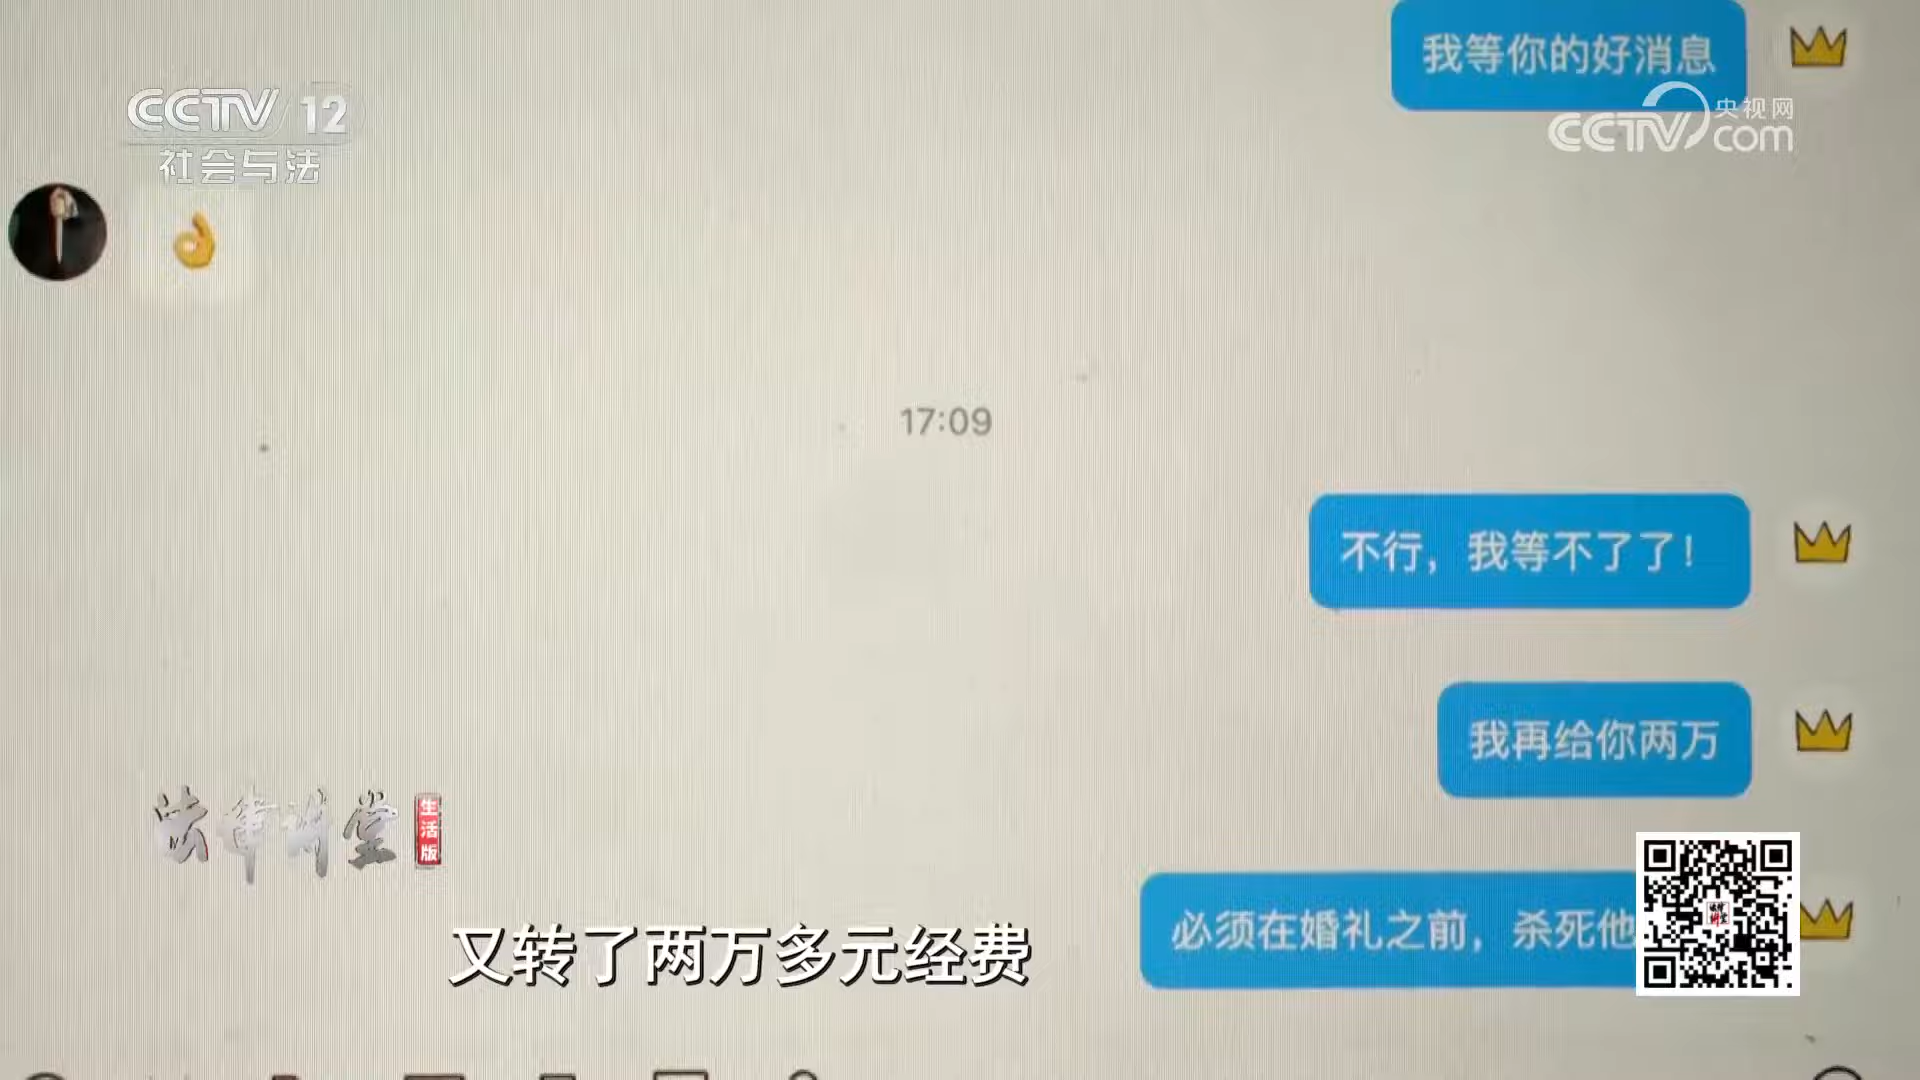 我等你的好消息
CCTV 12
社会与法
央视网
CCTV com
17:09
不行，我等不了了！
我再给你两万
法律讲堂
生活版
必须在婚礼之前，杀死他
又转了两万多元经费